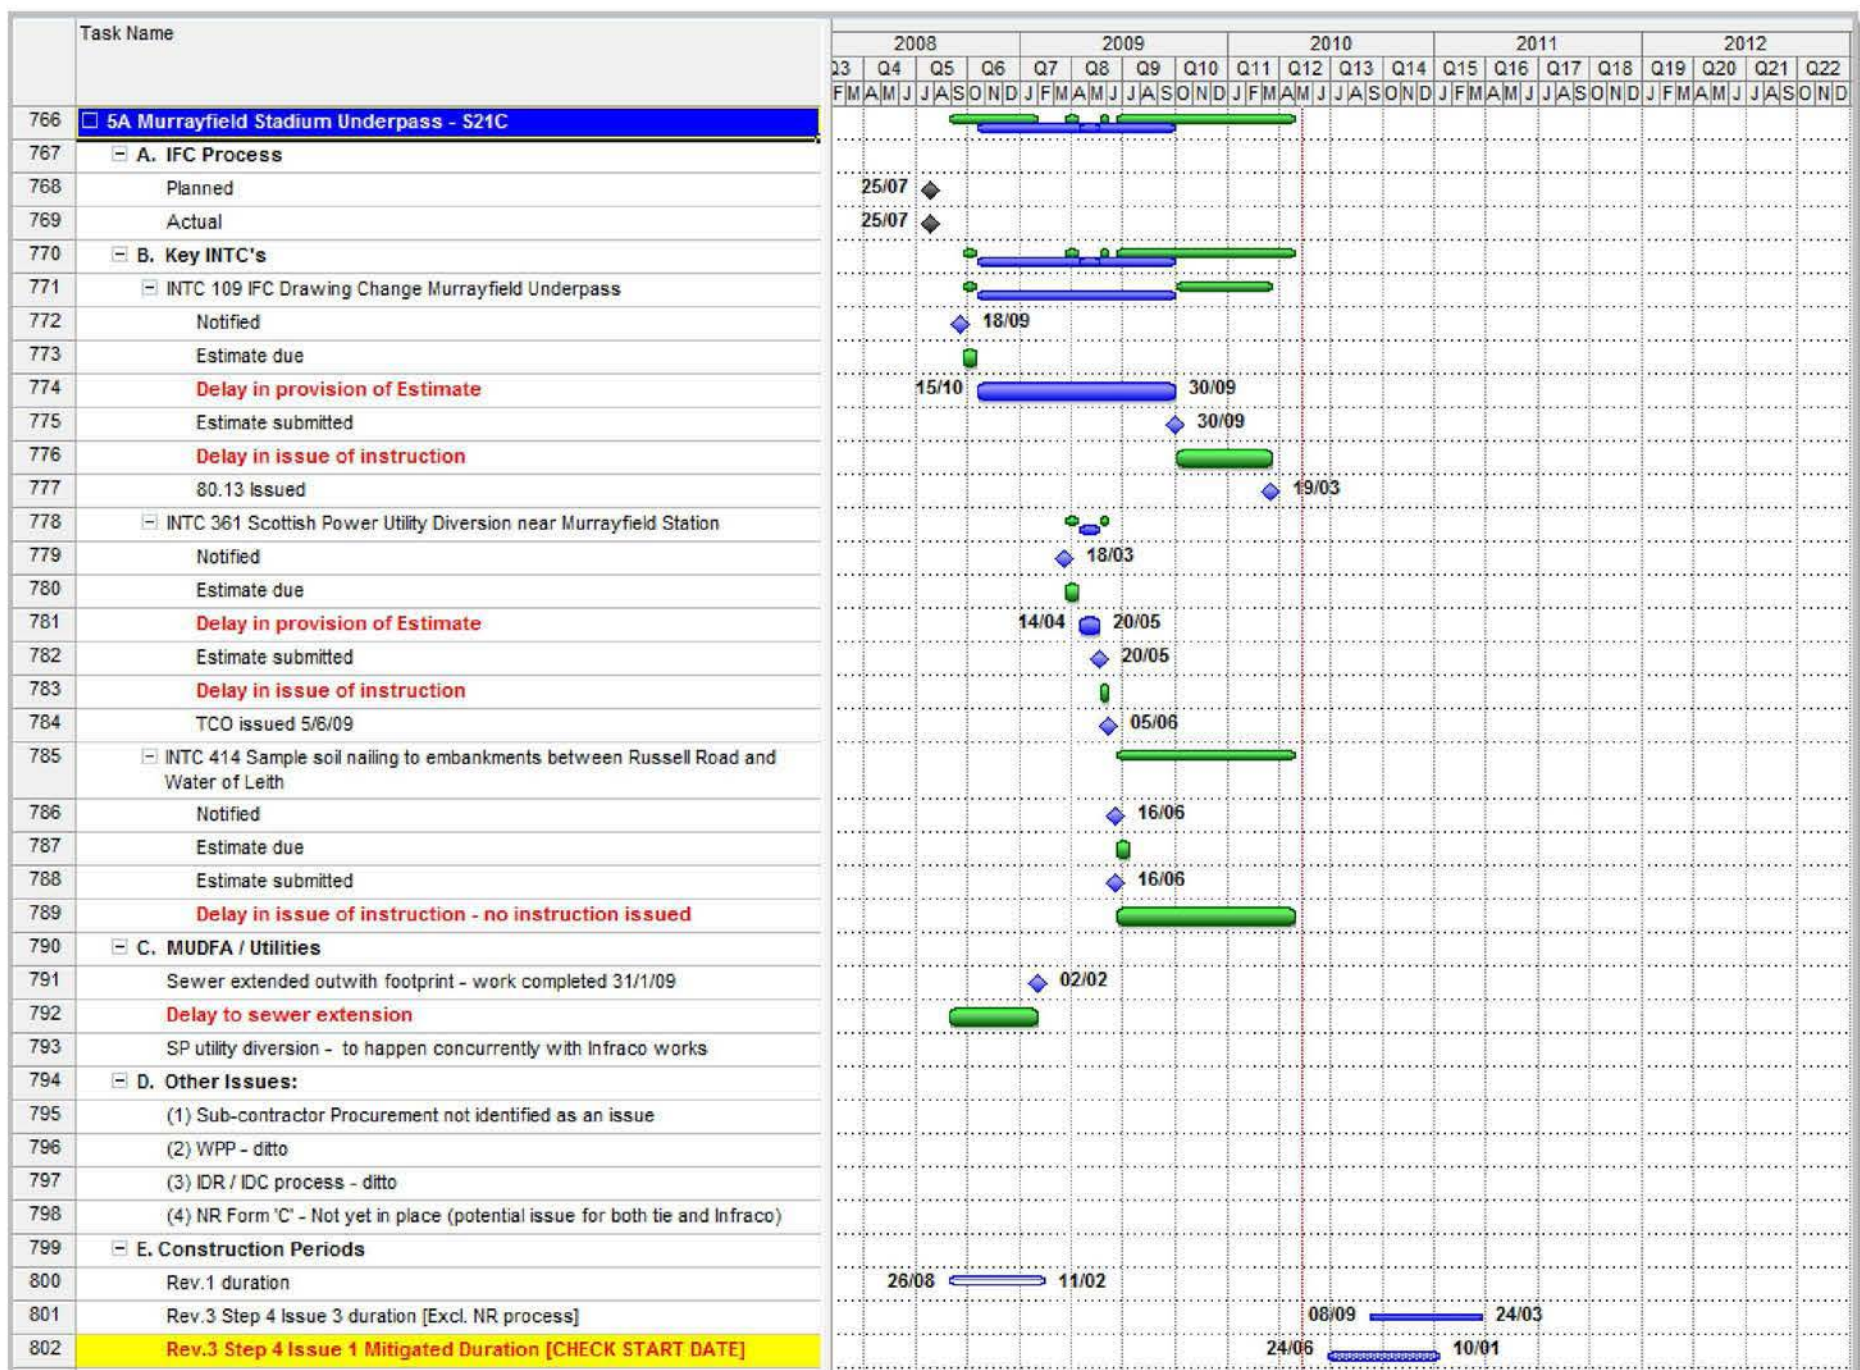 Task Name
2008 2009 2010 2011 2012
Q3 Q4 Q5 Q6 Q7 Q8 Q9 Q10 Q11 Q12 Q13 Q14 Q15 Q16 Q17 Q18 Q19 Q20 Q21 Q22
F M A M J J A S O N D J F M A M J J A S O N D J F M A M J J A S O N D J F M A M J J A S O N D J F M A M J J A S O N D
766 5A Murrayfield Stadium Underpass - S21C
767 A. IFC Process
768 Planned 25/07
769 Actual 25/07
770 B. Key INTC's
771 INTC 109 IFC Drawing Change Murrayfield Underpass
772 Notified 18/09
773 Estimate due
774 Delay in provision of Estimate 15/10 30/09
775 Estimate submitted 30/09
776 Delay in issue of instruction
777 80.13 Issued 19/03
778 INTC 361 Scottish Power Utility Diversion near Murrayfield Station
779 Notified 18/03
780 Estimate due
781 Delay in provision of Estimate 14/04 20/05
782 Estimate submitted 20/05
783 Delay in issue of instruction
784 TCO issued 5/6/09 05/06
785 INTC 414 Sample soil nailing to embankments between Russell Road and
Water of Leith
786 Notified 16/06
787 Estimate due
788 Estimate submitted 16/06
789 Delay in issue of instruction - no instruction issued
790 C. MUDFA / Utilities
791 Sewer extended outwith footprint - work completed 31/1/09 02/02
792 Delay to sewer extension
793 SP utility diversion - to happen concurrently with Infraco works
794 D. Other Issues:
795 (1) Sub-contractor Procurement not identified as an issue
796 (2) WPP - ditto
797 (3) IDR / IDC process - ditto
798 (4) NR Form 'C' - Not yet in place (potential issue for both tie and Infraco)
799 E. Construction Periods
800 Rev.1 duration 26/08 11/02
801 Rev.3 Step 4 Issue 3 duration [Excl. NR process] 08/09 24/03
802 Rev.3 Step 4 Issue 1 Mitigated Duration [CHECK START DATE] 24/06 10/01